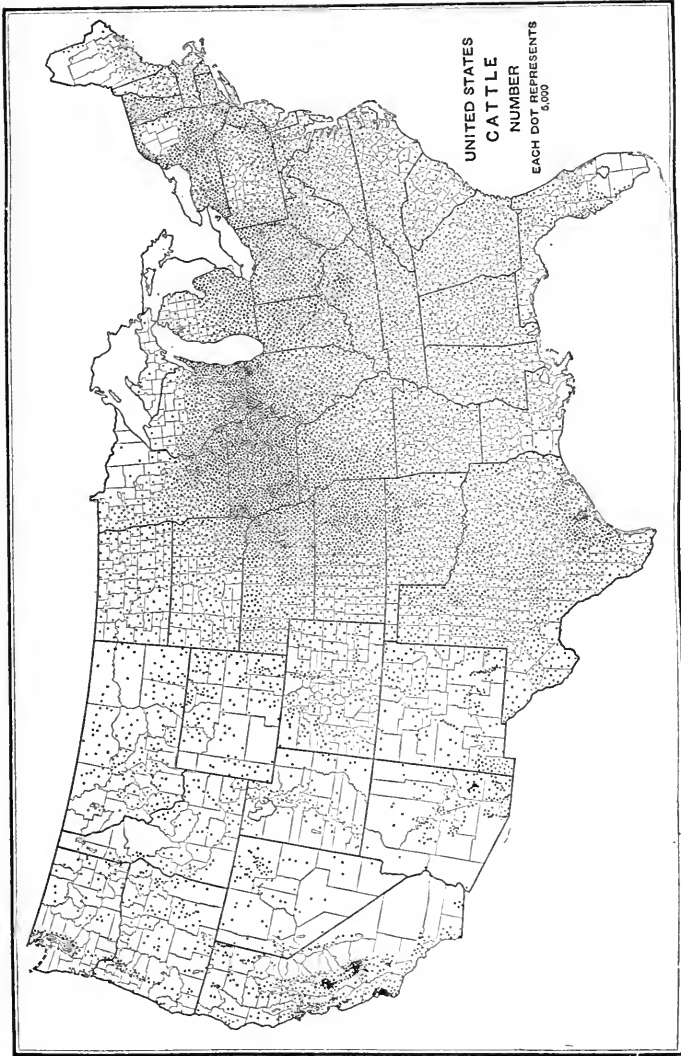 UNITED STATES
CATTLE
NUMBER
EACH DOT REPRESENTS
5,000